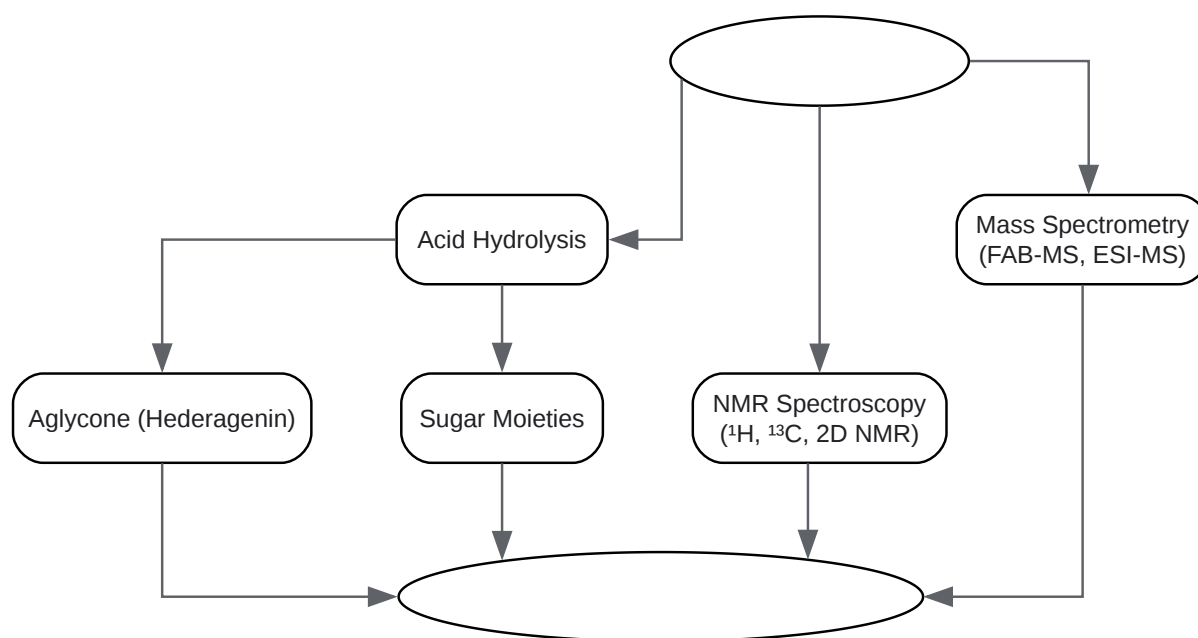 Acid Hydrolysis
Mass Spectrometry
(FAB-MS, ESI-MS)
Aglycone (Hederagenin)
Sugar Moieties
NMR Spectroscopy
(¹H, ¹³C, 2D NMR)